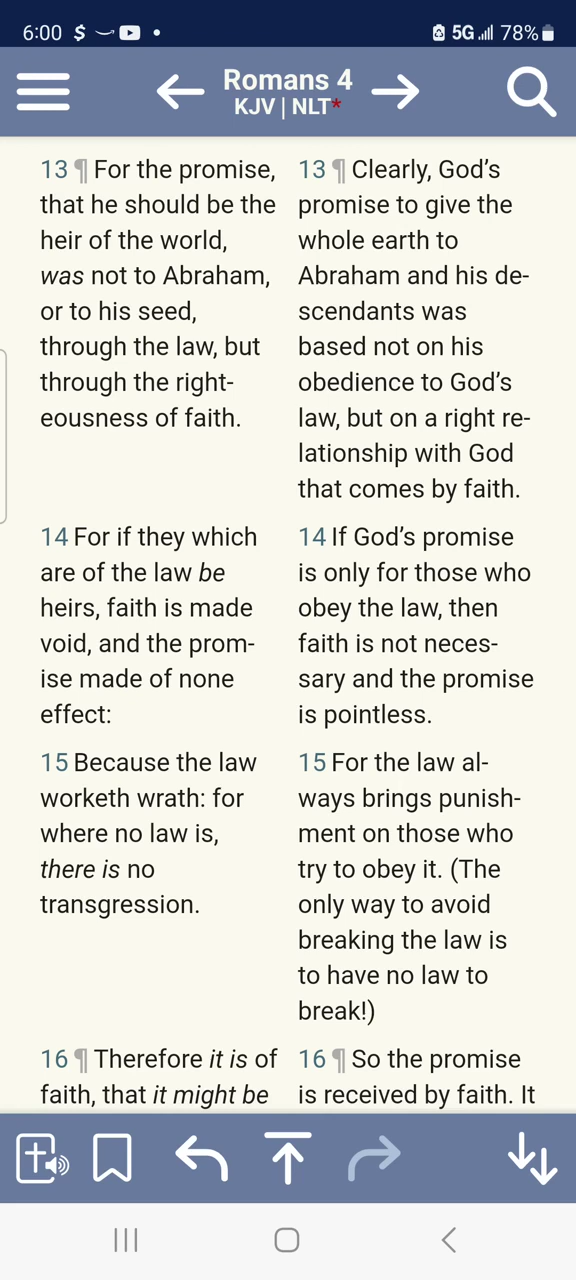 6:00 $ 5G 78%
Romans 4
KJV | NLT*
13 ¶ For the promise,
that he should be the
heir of the world,
was not to Abraham,
or to his seed,
through the law, but
through the right-
eousness of faith.
13 ¶ Clearly, God’s
promise to give the
whole earth to
Abraham and his de-
scendants was
based not on his
obedience to God’s
law, but on a right re-
lationship with God
that comes by faith.
14 For if they which
are of the law be
heirs, faith is made
void, and the prom-
ise made of none
effect:
14 If God’s promise
is only for those who
obey the law, then
faith is not neces-
sary and the promise
is pointless.
15 Because the law
worketh wrath: for
where no law is,
there is no
transgression.
15 For the law al-
ways brings punish-
ment on those who
try to obey it. (The
only way to avoid
breaking the law is
to have no law to
break!)
16 ¶ Therefore it is of
faith, that it might be
16 ¶ So the promise
is received by faith. It